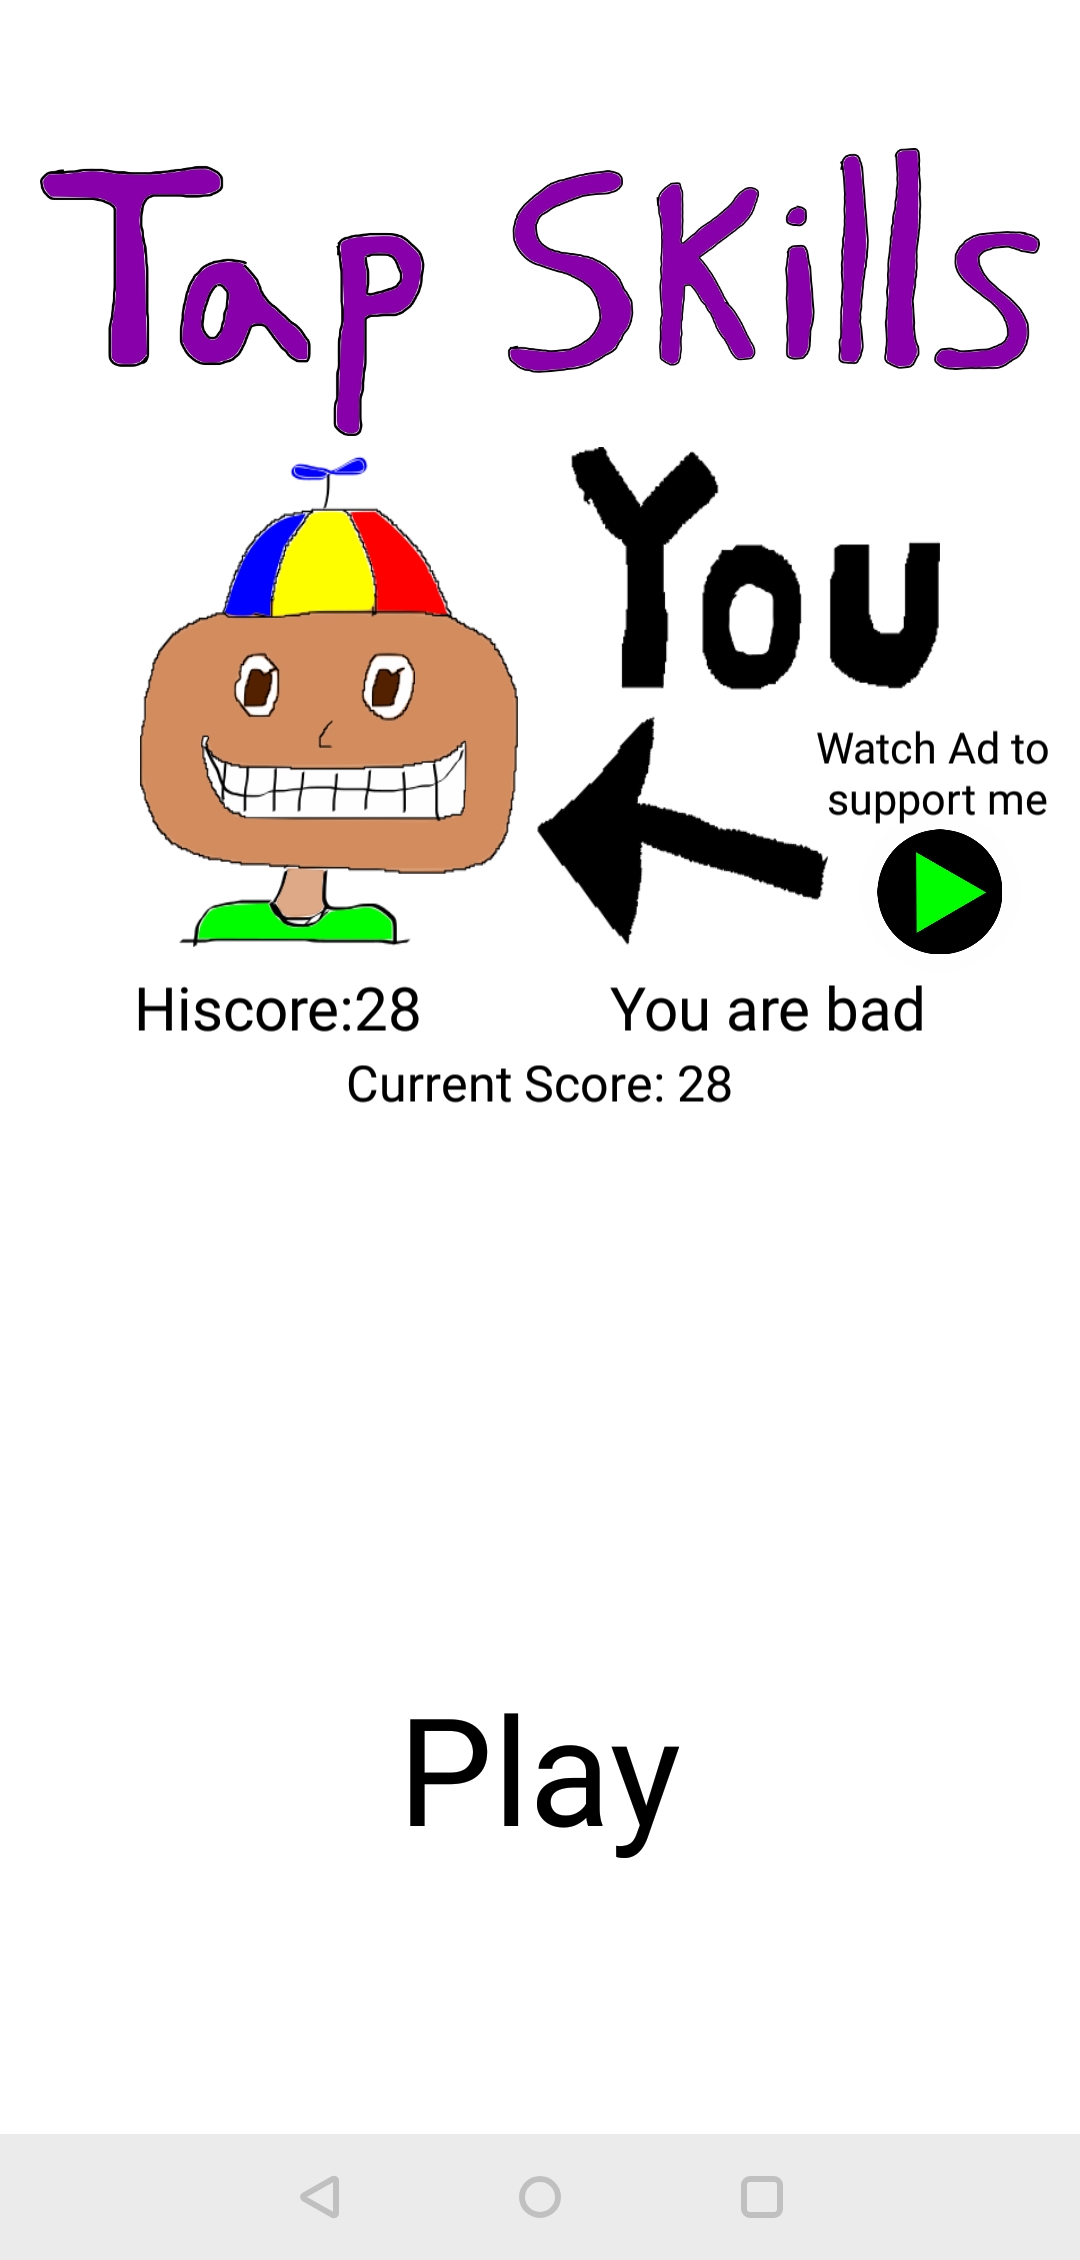 Tap Skills
You
Watch Ad to
support me
Hiscore:28
You are bad
Current Score: 28
Play